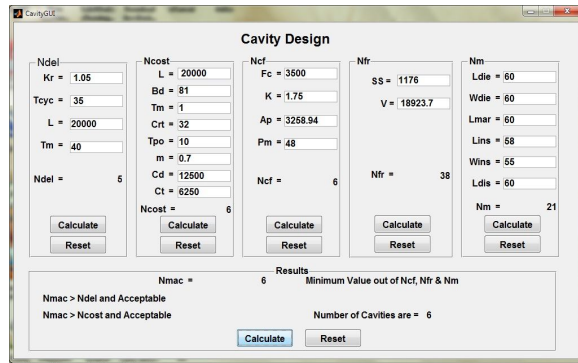 CavityGUI
Cavity Design
Ndel
Kr = 1.05
Tcyc = 35
L = 20000
Tm = 40
Ndel = 5
Calculate
Reset
Ncost
L = 20000
Bd = 81
Tm = 1
Crt = 32
Tpo = 10
m = 0.7
Cd = 12500
Ct = 6250
Ncost = 6
Calculate
Reset
Ncf
Fc = 3500
K = 1.75
Ap = 3258.94
Pm = 48
Ncf = 6
Calculate
Reset
Nfr
SS = 1176
V = 18923.7
Nfr = 38
Calculate
Reset
Nm
Ldie = 60
Wdie = 60
Lmar = 60
Lins = 58
Wins = 55
Ldis = 60
Nm = 21
Calculate
Reset
Results
Nmac = 6 Minimum Value out of Ncf, Nfr & Nm
Nmac > Ndel and Acceptable
Nmac > Ncost and Acceptable Number of Cavities are = 6
Calculate Reset